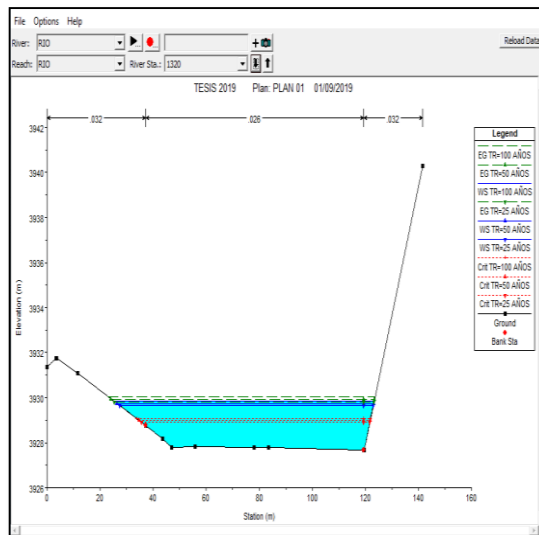 File Options Help
River: RIO
Reload Data
Reach: RIO River Sta.: 1320
TESIS 2019 Plan: PLAN 01 01/09/2019
.032 .026 .032
Legend
EG TR=100 AÑOS
EG TR=50 AÑOS
WS TR=100 AÑOS
EG TR=25 AÑOS
WS TR=50 AÑOS
WS TR=25 AÑOS
Crit TR=100 AÑOS
Crit TR=50 AÑOS
Crit TR=25 AÑOS
Ground
Bank Sta
Elevation (m)
3942
3940
3938
3936
3934
3932
3930
3928
3926
0 20 40 60 80 100 120 140 160
Station (m)